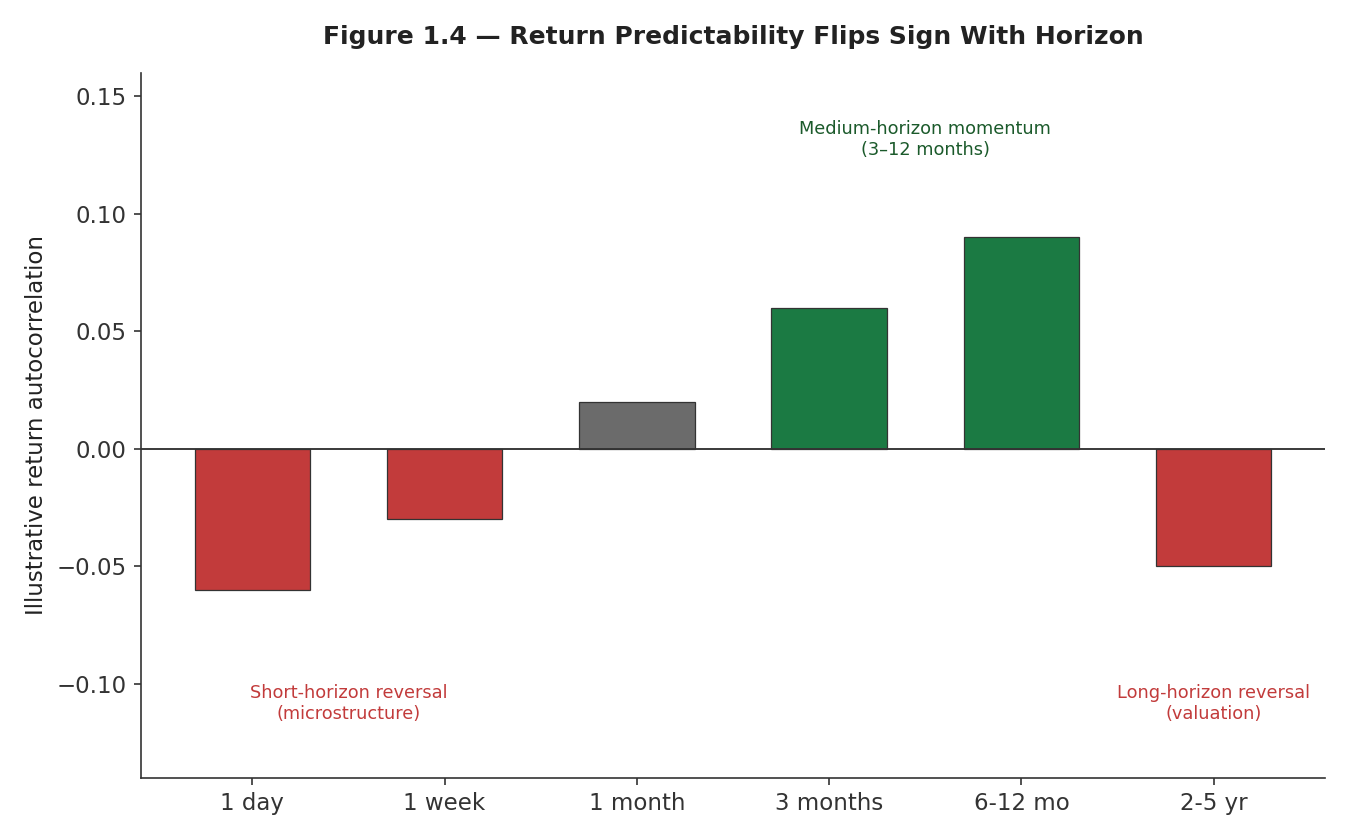 Figure 1.4 — Return Predictability Flips Sign With Horizon
Illustrative return autocorrelation
0.15
0.10
0.05
0.00
−0.05
−0.10
Medium-horizon momentum
(3–12 months)
Short-horizon reversal
(microstructure)
Long-horizon reversal
(valuation)
1 day
1 week
1 month
3 months
6-12 mo
2-5 yr